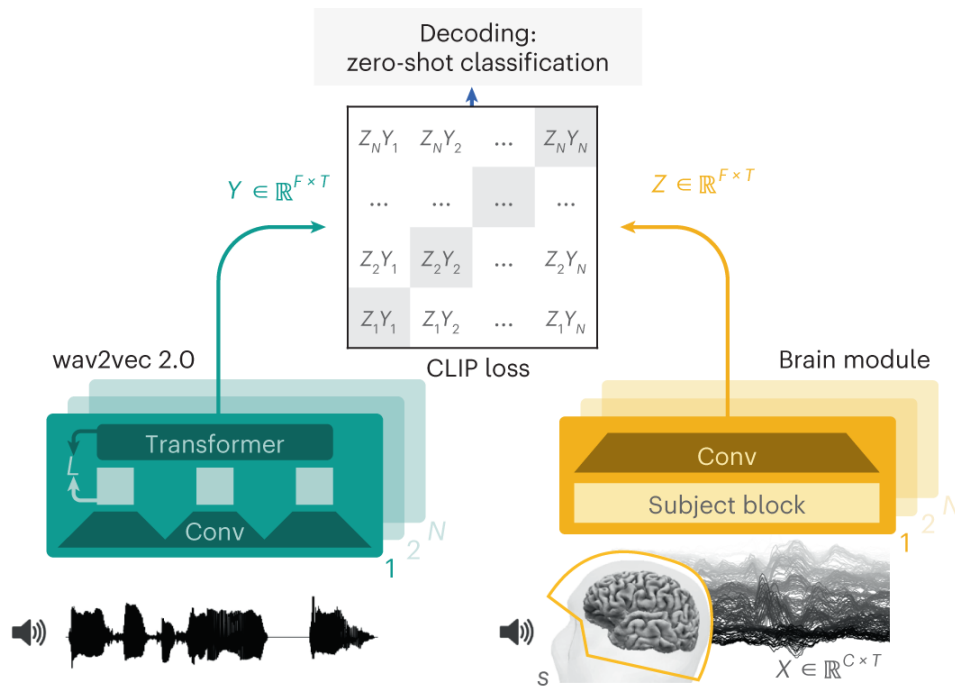 Decoding:
zero-shot classification
Z_N Y_1 Z_N Y_2 ... Z_N Y_N
... ... ... ...
Z_2 Y_1 Z_2 Y_2 ... Z_2 Y_N
Z_1 Y_1 Z_1 Y_2 ... Z_1 Y_N
CLIP loss
Y ∈ ℝ^{F × T}
Z ∈ ℝ^{F × T}
wav2vec 2.0
Transformer
L
Conv
1 2 N
Brain module
Conv
Subject block
1 2 N
s
X ∈ ℝ^{C × T}